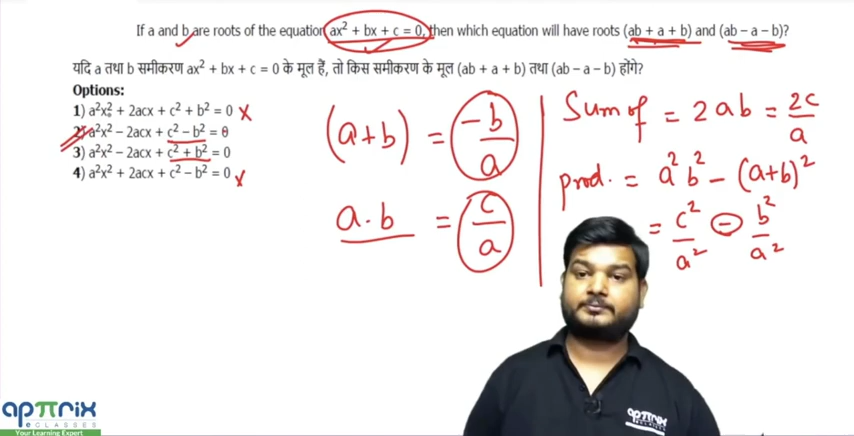 If a and b are roots of the equation ax² + bx + c = 0, then which equation will have roots (ab + a + b) and (ab – a – b)?
यदि a तथा b समीकरण ax² + bx + c = 0 के मूल हैं, तो किस समीकरण के मूल (ab + a + b) तथा (ab – a – b) होंगे?
Options:
1) a²x² + 2acx + c² + b² = 0 x
2) a²x² – 2acx + c² – b² = 0
3) a²x² – 2acx + c² + b² = 0
4) a²x² + 2acx + c² – b² = 0 x
(a+b) = -b/a
a.b = c/a
Sum of = 2ab = 2c/a
prod. = a²b² – (a+b)²
= c²/a² – b²/a²
apππrix
eCLASSES
Your Learning Expert